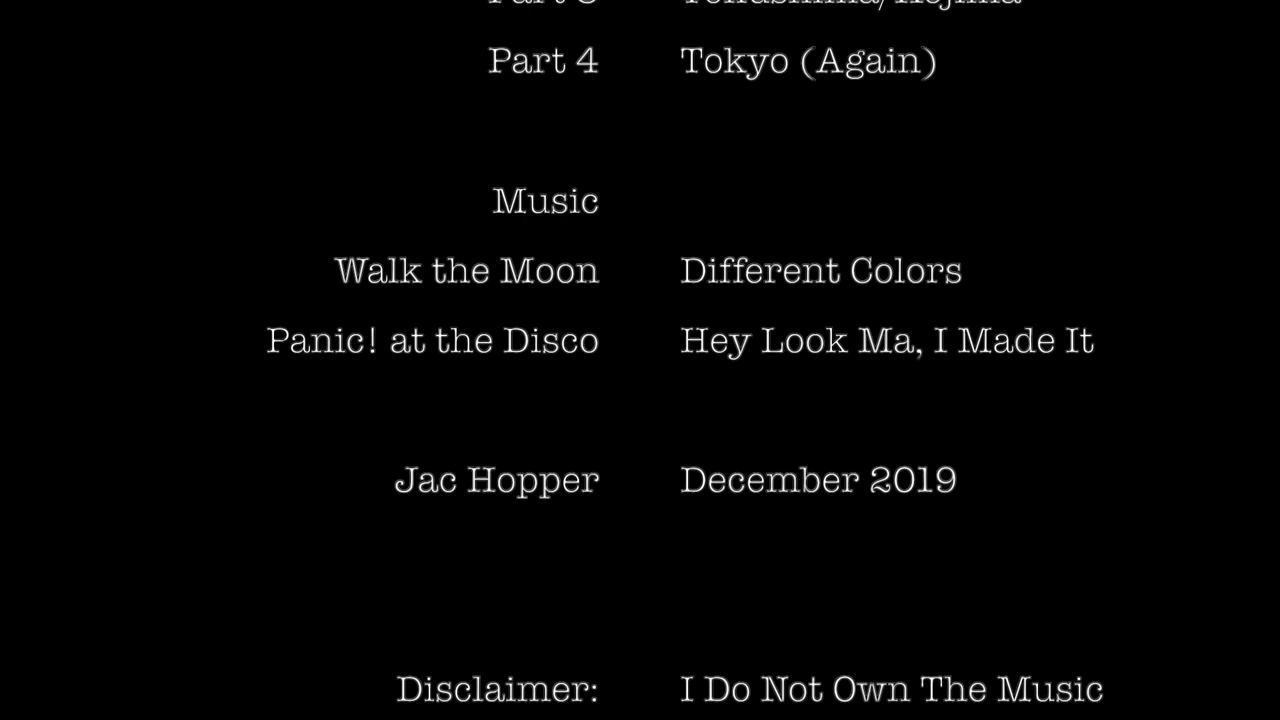 Part 4 Tokyo (Again)
Music
Walk the Moon Different Colors
Panic! at the Disco Hey Look Ma, I Made It
Jac Hopper December 2019
Disclaimer: I Do Not Own The Music